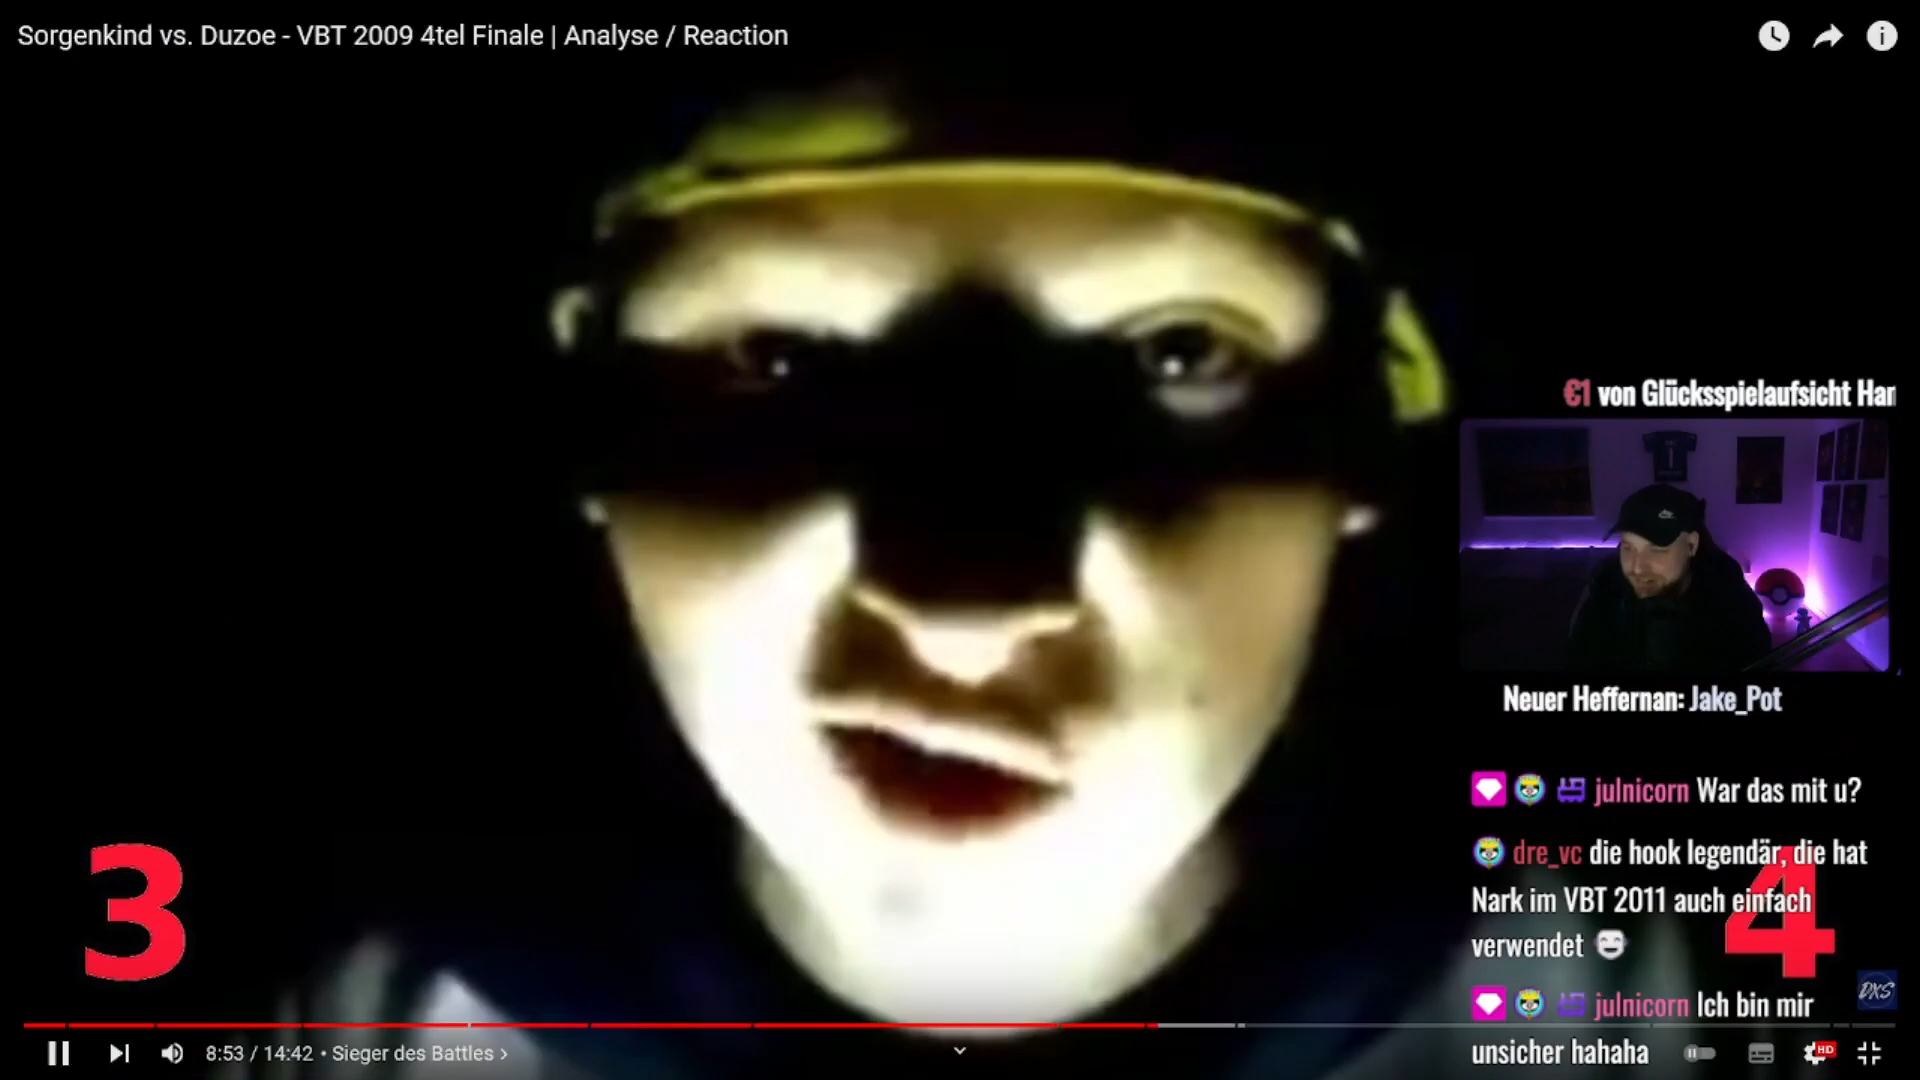 Sorgenkind vs. Duzoe - VBT 2009 4tel Finale | Analyse / Reaction
€1 von Glücksspielaufsicht Har
Neuer Heffernan: Jake_Pot
julnicorn War das mit u?
dre_vc die hook legendär, die hat
Nark im VBT 2011 auch einfach
verwendet
julnicorn Ich bin mir
unsicher hahaha
3
4
DXS
8:53 / 14:42 • Sieger des Battles
HD